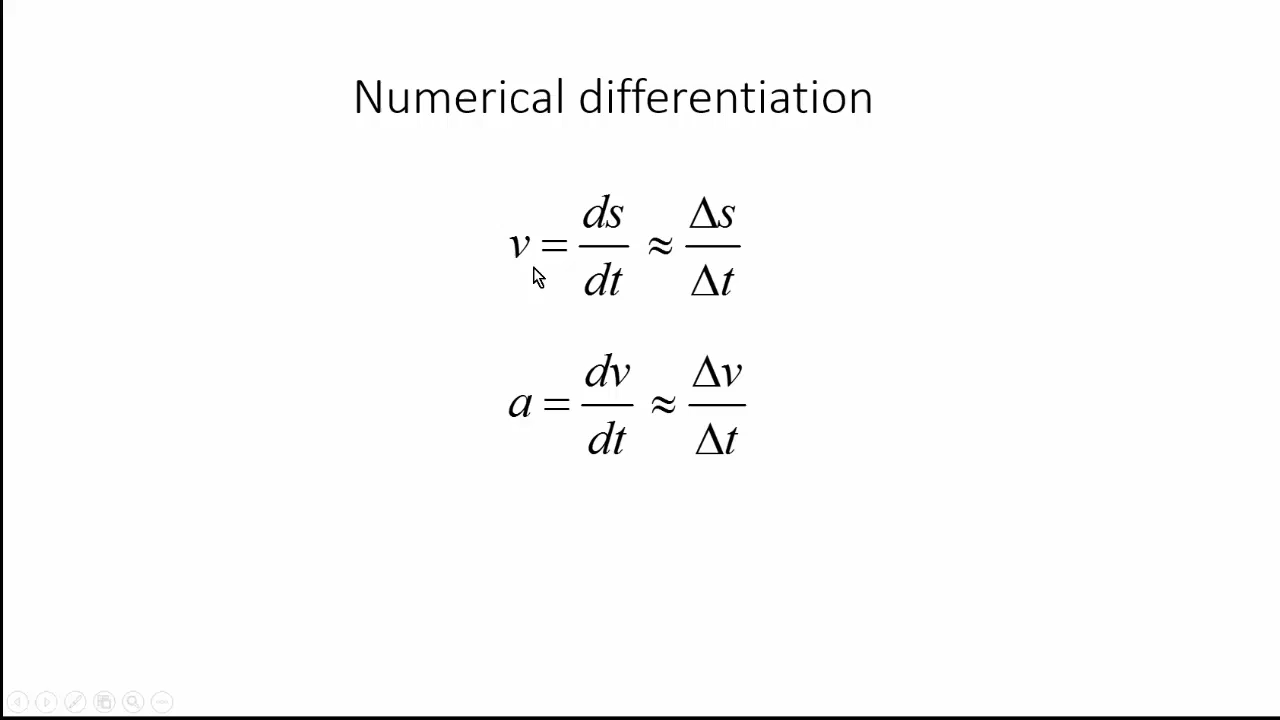 Numerical differentiation
v = ds/dt ≈ Δs/Δt
a = dv/dt ≈ Δv/Δt